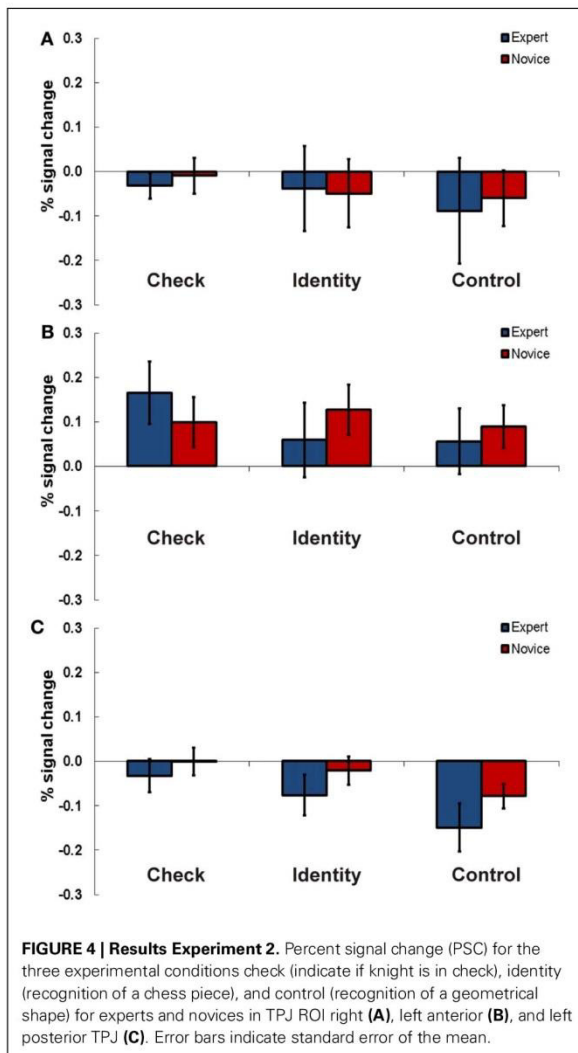 A
0.3
0.2
0.1
0.0
-0.1
-0.2
-0.3
% signal change
Expert
Novice
Check Identity Control
B
0.3
0.2
0.1
0.0
-0.1
-0.2
-0.3
% signal change
Expert
Novice
Check Identity Control
C
0.3
0.2
0.1
0.0
-0.1
-0.2
-0.3
% signal change
Expert
Novice
Check Identity Control
FIGURE 4 | Results Experiment 2. Percent signal change (PSC) for the
three experimental conditions check (indicate if knight is in check), identity
(recognition of a chess piece), and control (recognition of a geometrical
shape) for experts and novices in TPJ ROI right (A), left anterior (B), and left
posterior TPJ (C). Error bars indicate standard error of the mean.